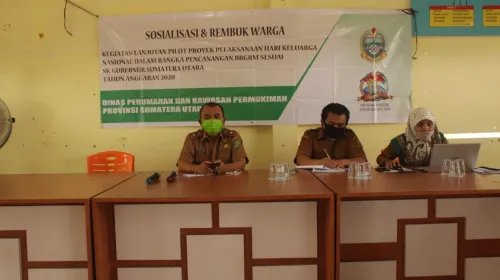 SOSIALISASI & REMBUK WARGA
KEGIATAN LANJUTAN PILOT PROYEK PELAKSANAAN HARI KELUARGA
NASIONAL DALAM RANGKA PENCANANGAN BBGRM SESUAI
SK GUBERNUR SUMATERA UTARA
TAHUN ANGGARAN 2020
DINAS PERUMAHAN DAN KAWASAN PERMUKIMAN
PROVINSI SUMATERA UTARA